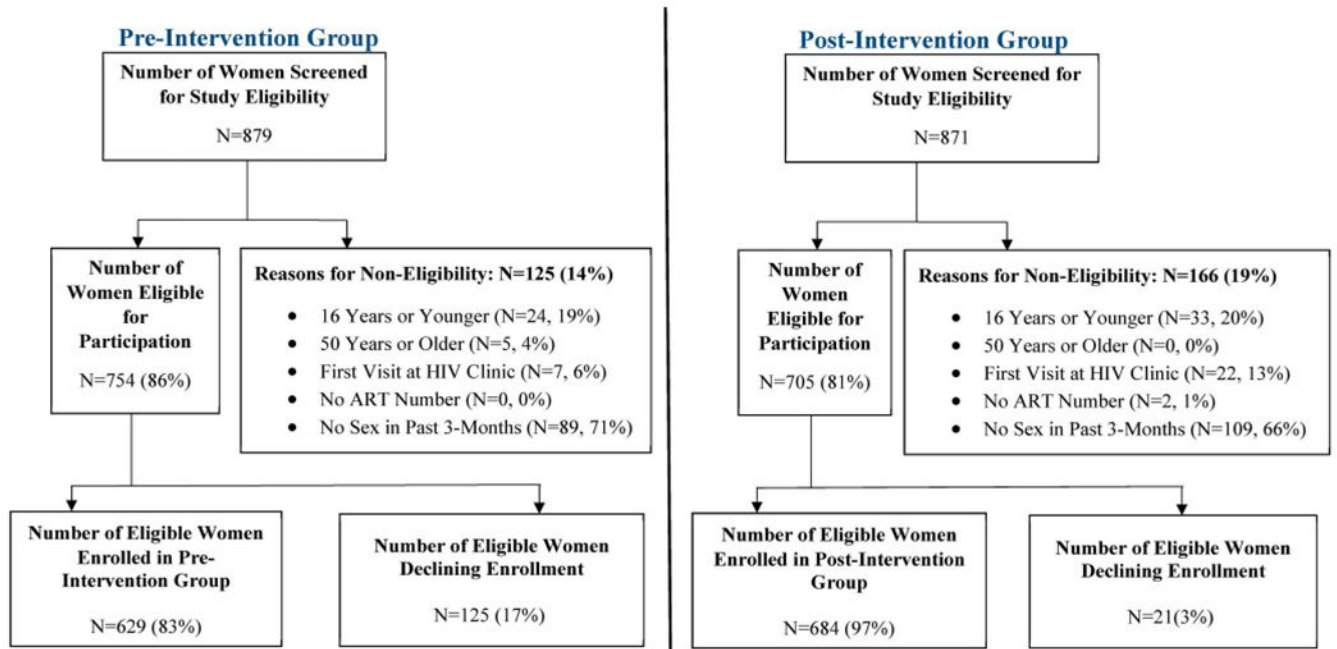 Pre-Intervention Group
Number of Women Screened
for Study Eligibility
N=879
Number of
Women Eligible
for
Participation
N=754 (86%)
Reasons for Non-Eligibility: N=125 (14%)
• 16 Years or Younger (N=24, 19%)
• 50 Years or Older (N=5, 4%)
• First Visit at HIV Clinic (N=7, 6%)
• No ART Number (N=0, 0%)
• No Sex in Past 3-Months (N=89, 71%)
Number of Eligible Women
Enrolled in Pre-
Intervention Group
N=629 (83%)
Number of Eligible Women
Declining Enrollment
N=125 (17%)
Post-Intervention Group
Number of Women Screened for
Study Eligibility
N=871
Number of
Women
Eligible for
Participation
N=705 (81%)
Reasons for Non-Eligibility: N=166 (19%)
• 16 Years or Younger (N=33, 20%)
• 50 Years or Older (N=0, 0%)
• First Visit at HIV Clinic (N=22, 13%)
• No ART Number (N=2, 1%)
• No Sex in Past 3-Months (N=109, 66%)
Number of Eligible Women
Enrolled in Post-Intervention
Group
N=684 (97%)
Number of Eligible Women
Declining Enrollment
N=21(3%)